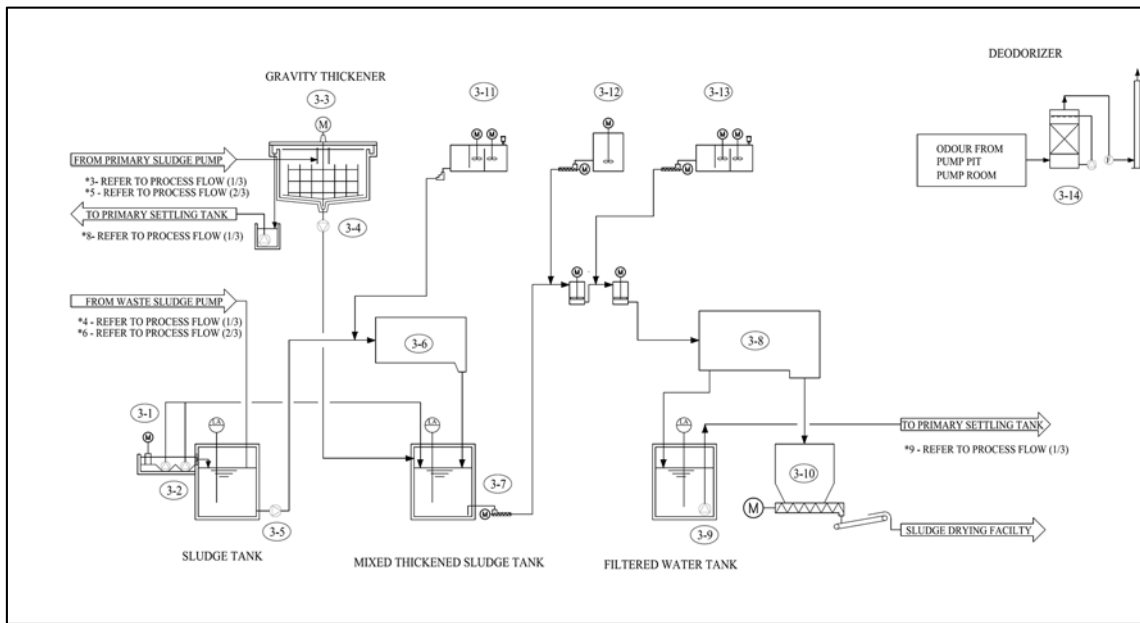 DEODORIZER
GRAVITY THICKENER
3-3
M
3-11
M M
3-12
M
3-13
M M
FROM PRIMARY SLUDGE PUMP
*3- REFER TO PROCESS FLOW (1/3)
*5 - REFER TO PROCESS FLOW (2/3)
TO PRIMARY SETTLING TANK
*8- REFER TO PROCESS FLOW (1/3)
3-4
M
M
ODOUR FROM
PUMP PIT
PUMP ROOM
3-14
M
M
FROM WASTE SLUDGE PUMP
*4 - REFER TO PROCESS FLOW (1/3)
*6 - REFER TO PROCESS FLOW (2/3)
3-6
3-8
3-1
M
LA
LA
LA
TO PRIMARY SETTLING TANK
*9 - REFER TO PROCESS FLOW (1/3)
3-2
3-5
3-7
M
3-9
3-10
M
SLUDGE DRYING FACILTY
SLUDGE TANK
MIXED THICKENED SLUDGE TANK
FILTERED WATER TANK